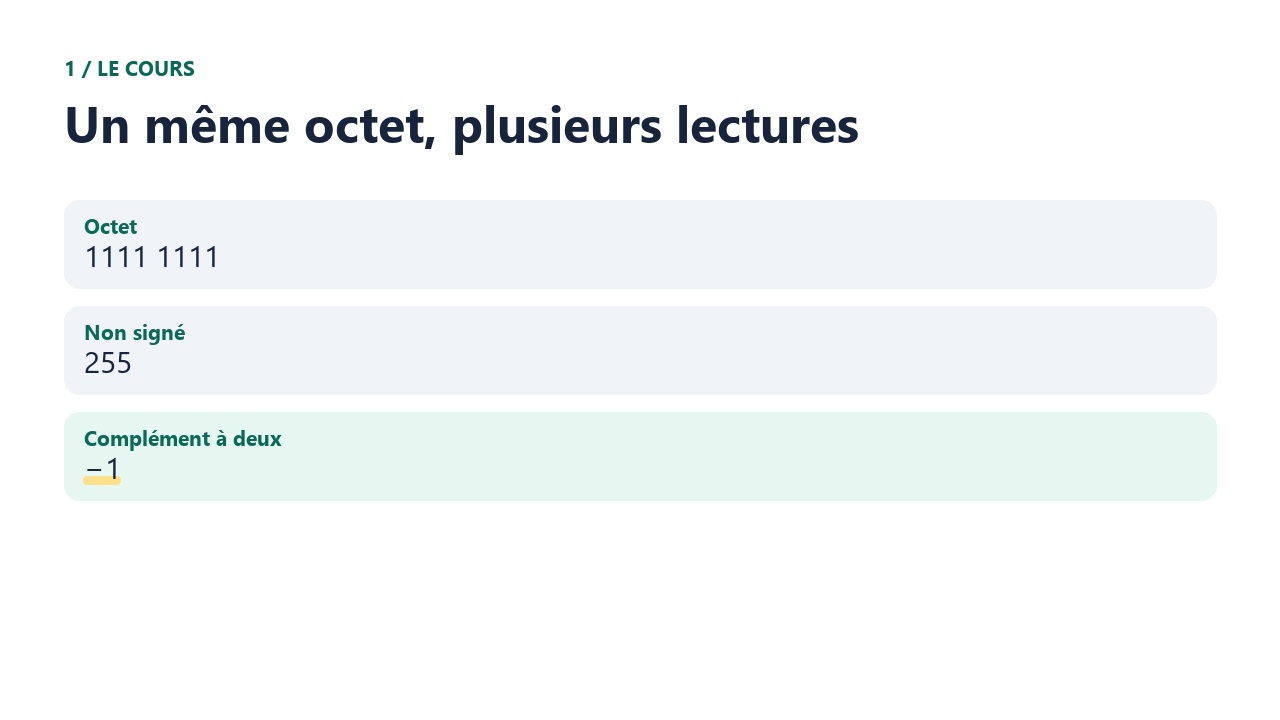 1 / LE COURS
Un même octet, plusieurs lectures
Octet
1111 1111
Non signé
255
Complément à deux
−1